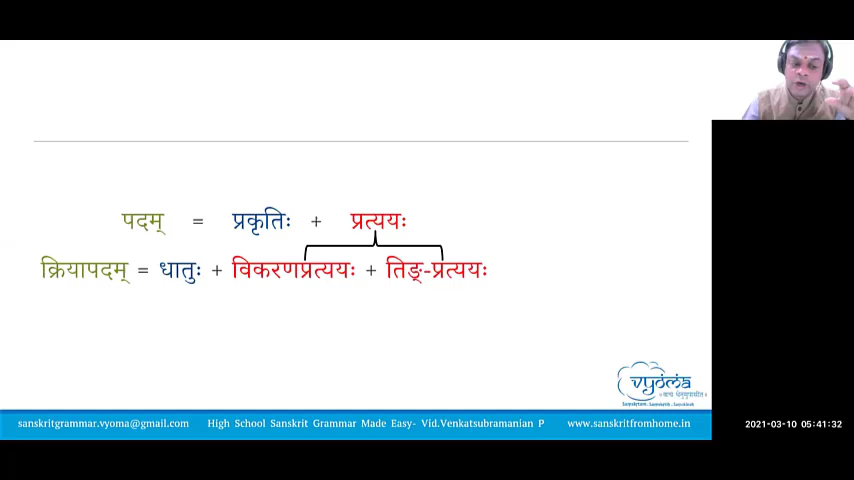 पदम् = प्रकृतिः + प्रत्ययः
क्रियापदम् = धातुः + विकरणप्रत्ययः + तिङ्-प्रत्ययः
vyoma
sanskritgrammar.vyoma@gmail.com High School Sanskrit Grammar Made Easy- Vid.Venkatsubramanian P www.sanskritfromhome.in
2021-03-10 05:41:32